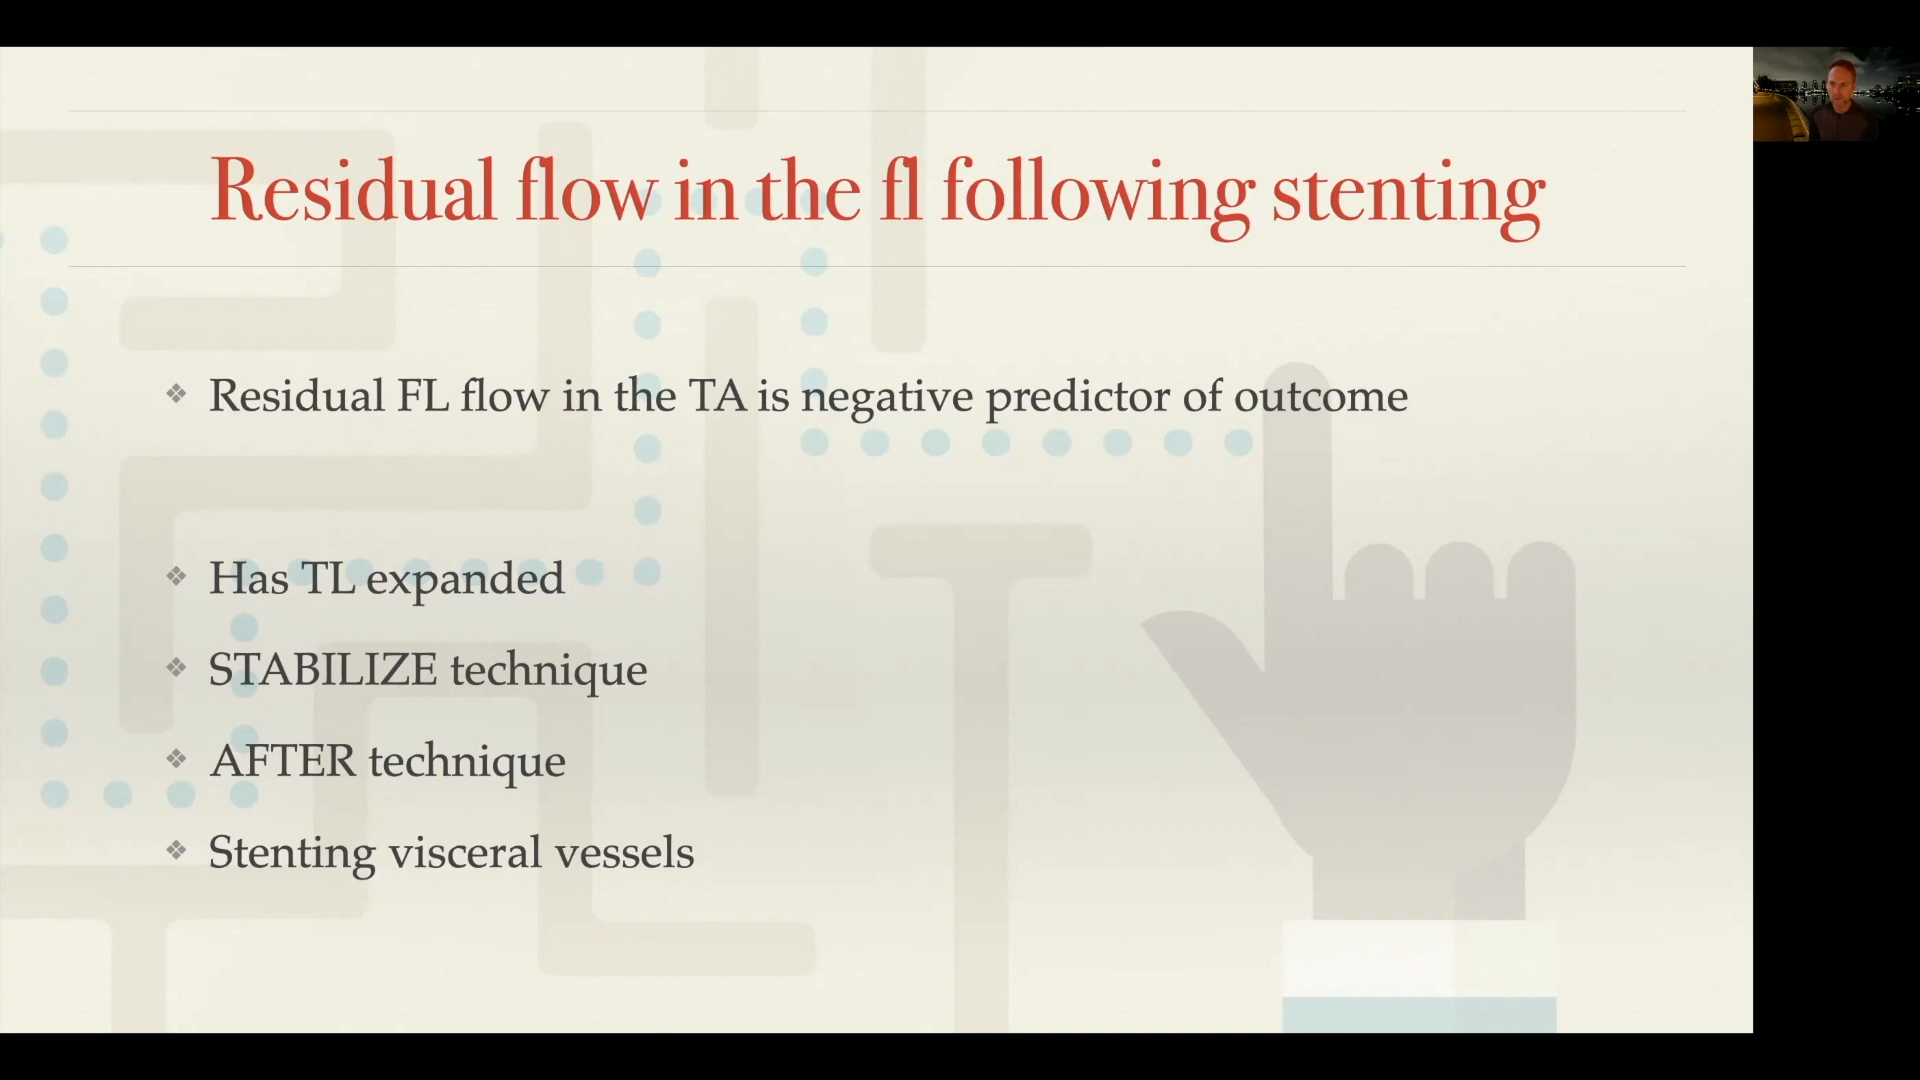 Residual flow in the fl following stenting
Residual FL flow in the TA is negative predictor of outcome
Has TL expanded
STABILIZE technique
AFTER technique
Stenting visceral vessels